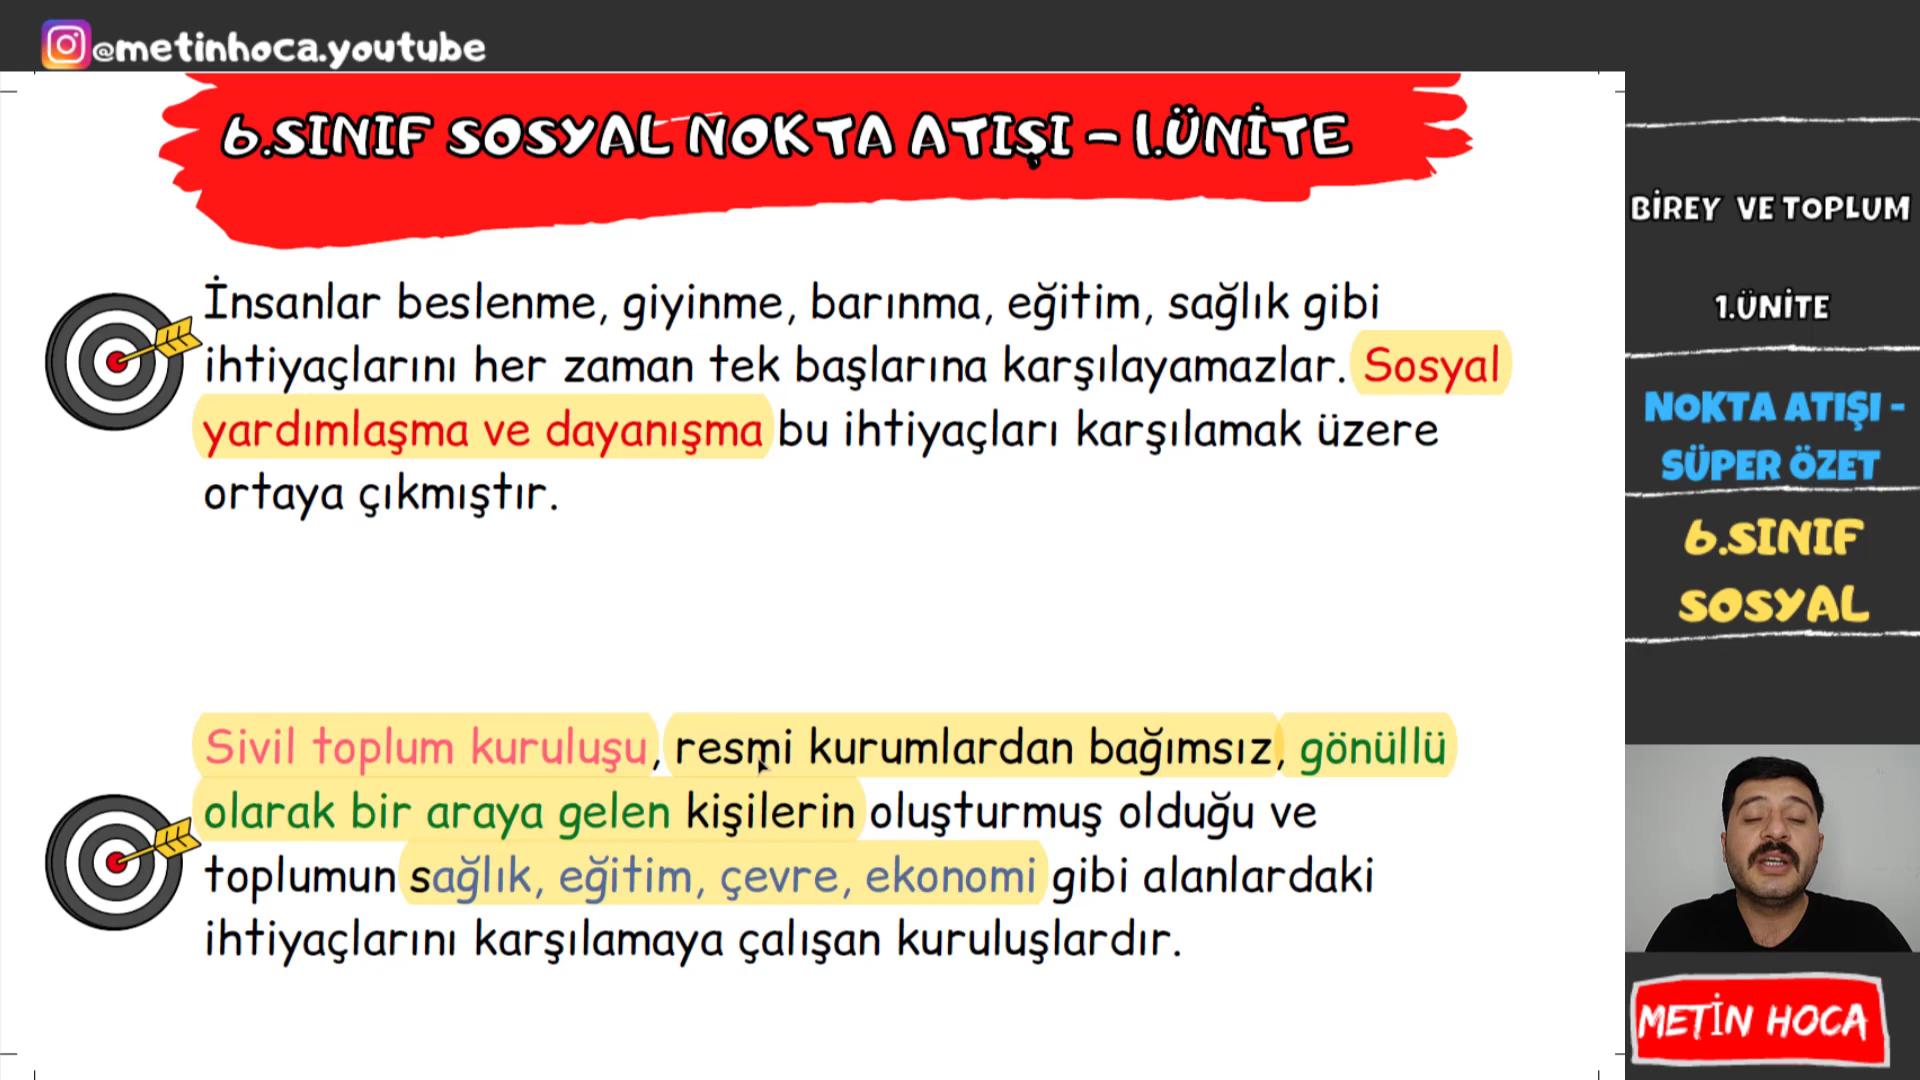 @metinhoca.youtube
6.SINIF SOSYAL NOKTA ATIŞI - 1.ÜNİTE
İnsanlar beslenme, giyinme, barınma, eğitim, sağlık gibi
ihtiyaçlarını her zaman tek başlarına karşılayamazlar. Sosyal
yardımlaşma ve dayanışma bu ihtiyaçları karşılamak üzere
ortaya çıkmıştır.
Sivil toplum kuruluşu, resmi kurumlardan bağımsız, gönüllü
olarak bir araya gelen kişilerin oluşturmuş olduğu ve
toplumun sağlık, eğitim, çevre, ekonomi gibi alanlardaki
ihtiyaçlarını karşılamaya çalışan kuruluşlardır.
BİREY VE TOPLUM
1.ÜNİTE
NOKTA ATIŞI -
SÜPER ÖZET
6.SINIF
SOSYAL
METİN HOCA